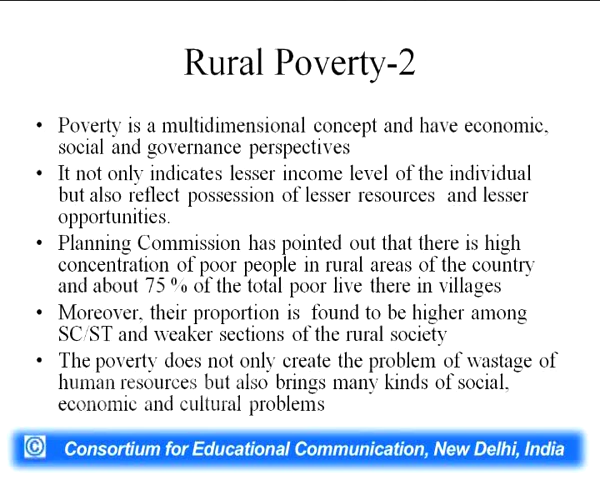 Rural Poverty-2
• Poverty is a multidimensional concept and have economic,
social and governance perspectives
• It not only indicates lesser income level of the individual
but also reflect possession of lesser resources and lesser
opportunities.
• Planning Commission has pointed out that there is high
concentration of poor people in rural areas of the country
and about 75 % of the total poor live there in villages
• Moreover, their proportion is found to be higher among
SC/ST and weaker sections of the rural society
• The poverty does not only create the problem of wastage of
human resources but also brings many kinds of social,
economic and cultural problems
© Consortium for Educational Communication, New Delhi, India